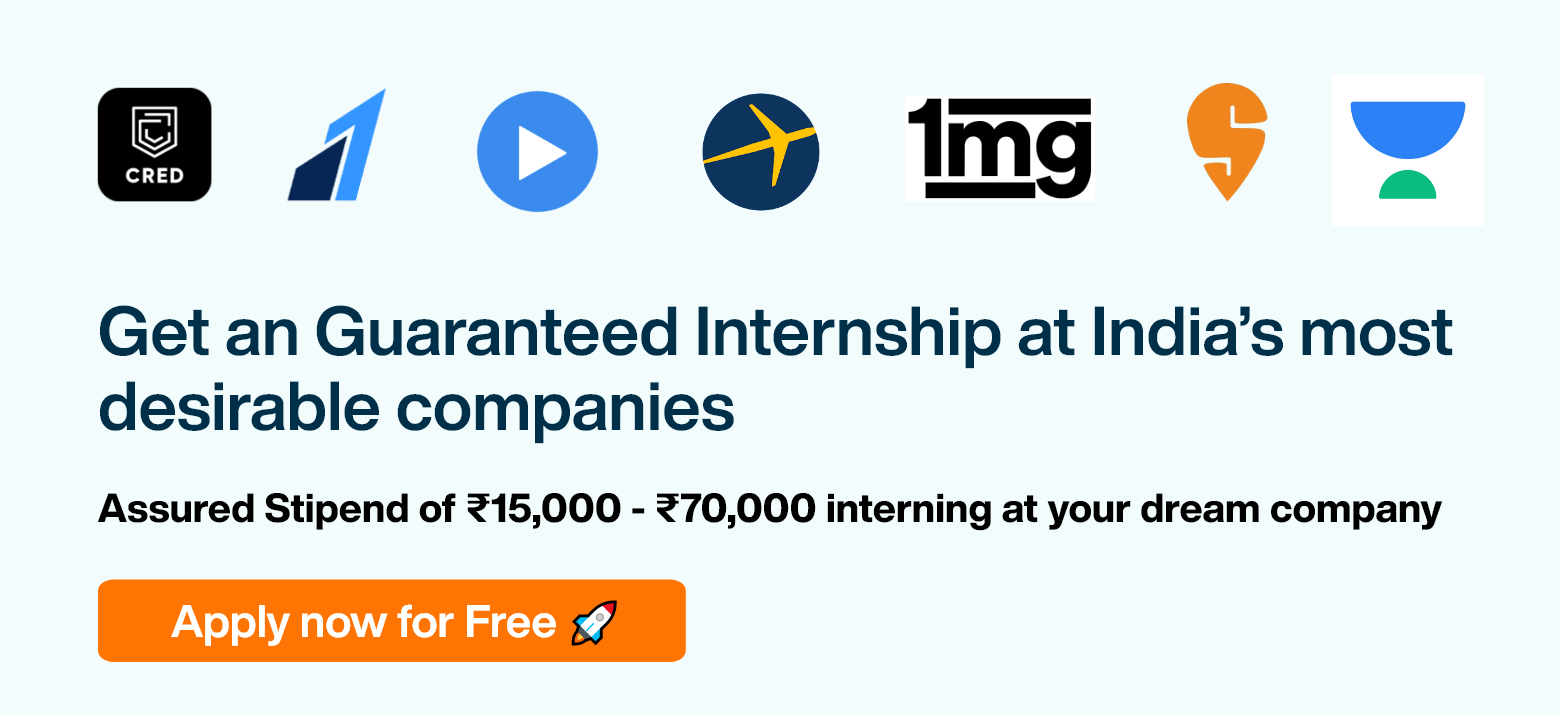 CRED
1mg
Get an Guaranteed Internship at India’s most
desirable companies
Assured Stipend of ₹15,000 - ₹70,000 interning at your dream company
Apply now for Free 🚀